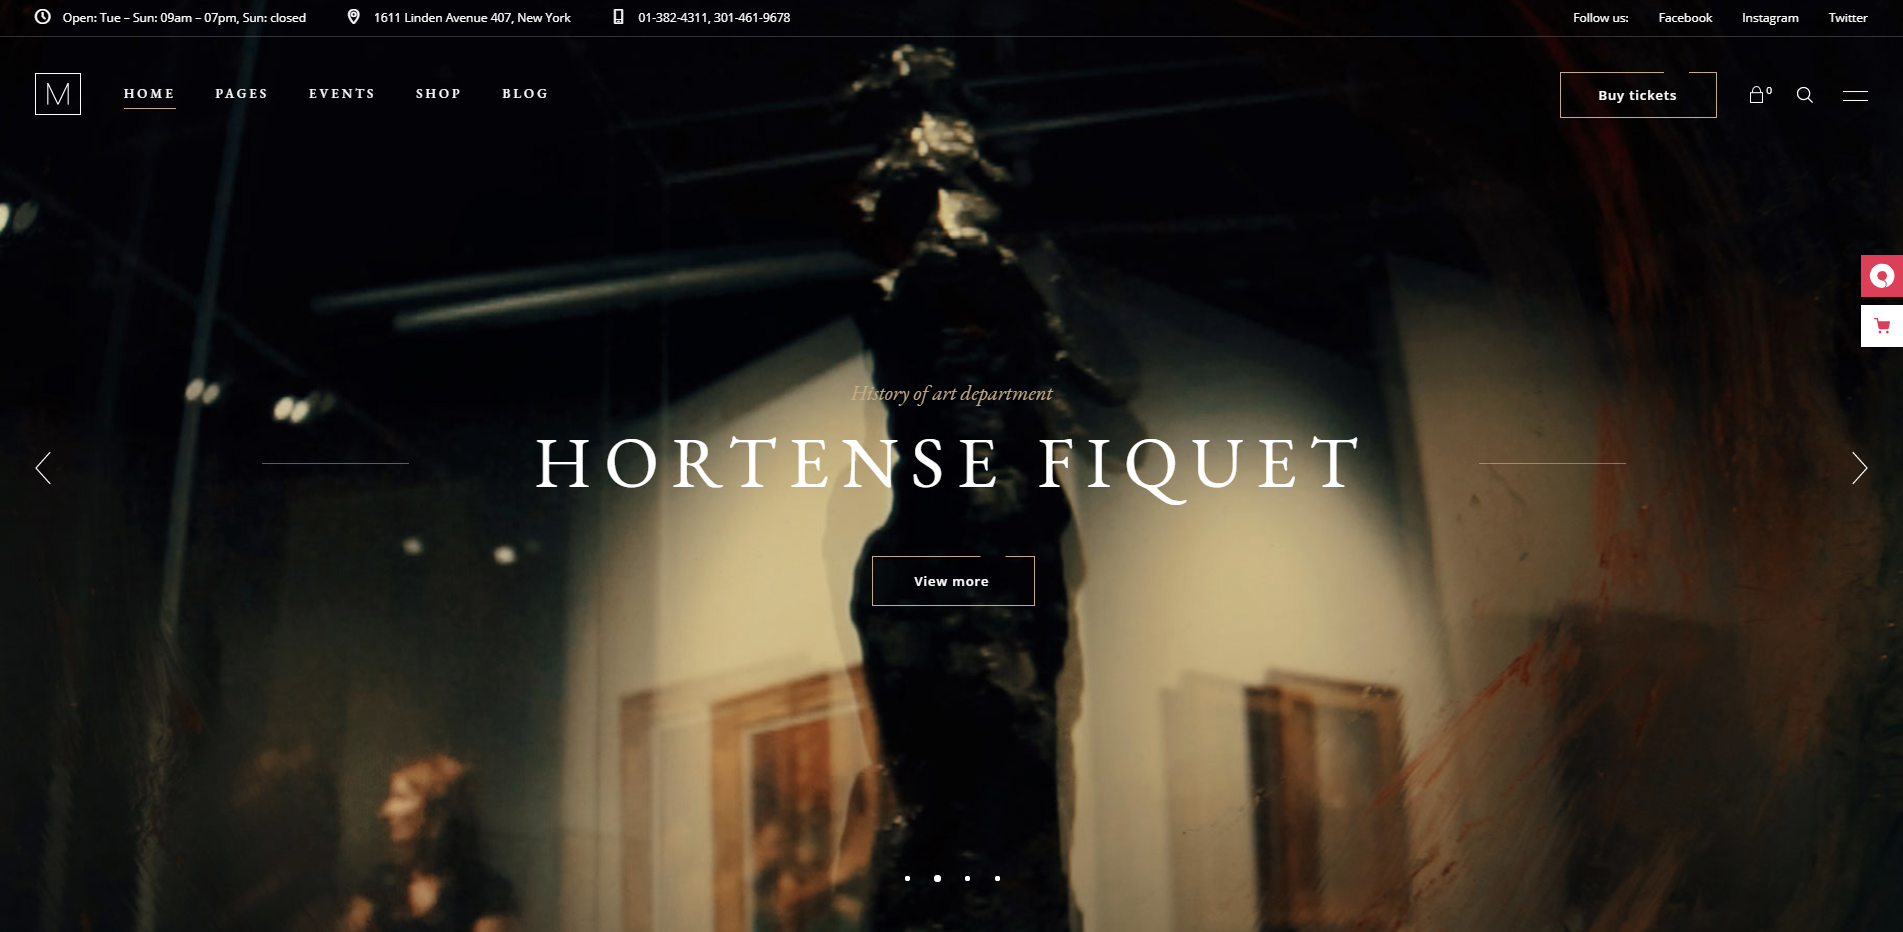 Open: Tue – Sun: 09am – 07pm, Sun: closed
1611 Linden Avenue 407, New York
01-382-4311, 301-461-9678
Follow us:
Facebook
Instagram
Twitter
M
HOME
PAGES
EVENTS
SHOP
BLOG
Buy tickets
0
History of art department
HORTENSE FIQUET
View more